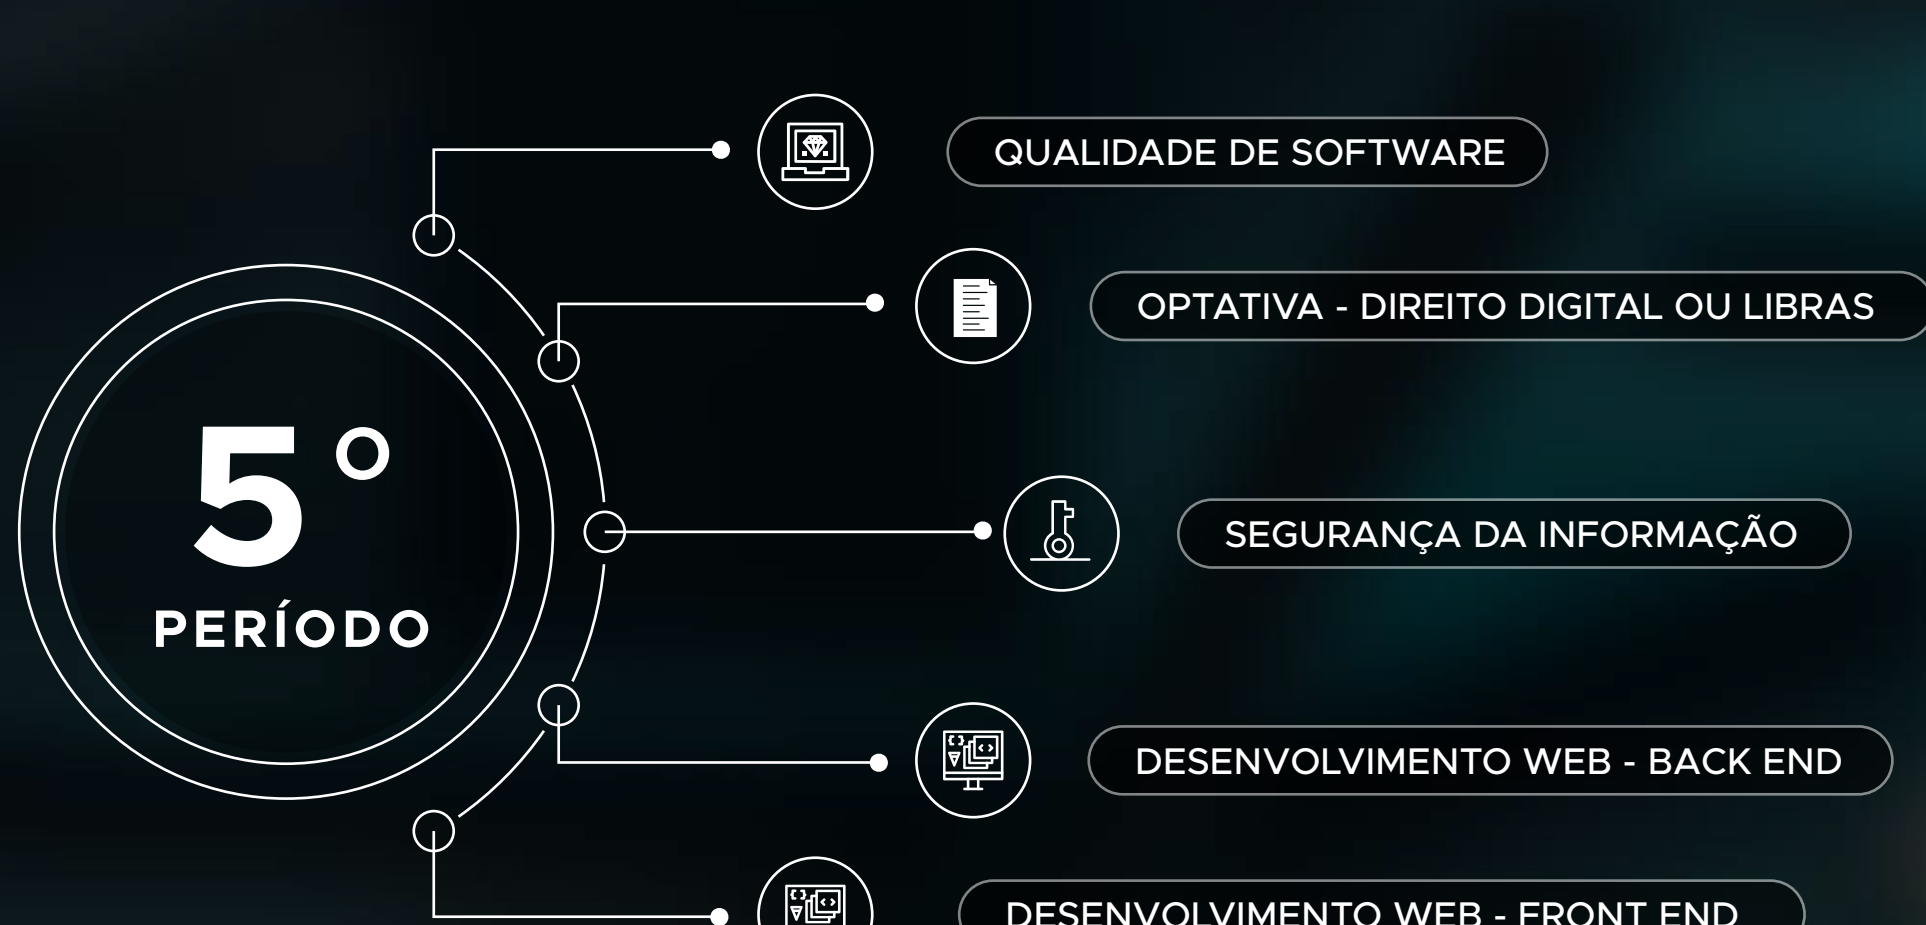 5°
PERÍODO
QUALIDADE DE SOFTWARE
OPTATIVA - DIREITO DIGITAL OU LIBRAS
SEGURANÇA DA INFORMAÇÃO
DESENVOLVIMENTO WEB - BACK END
DESENVOLVIMENTO WEB - FRONT END